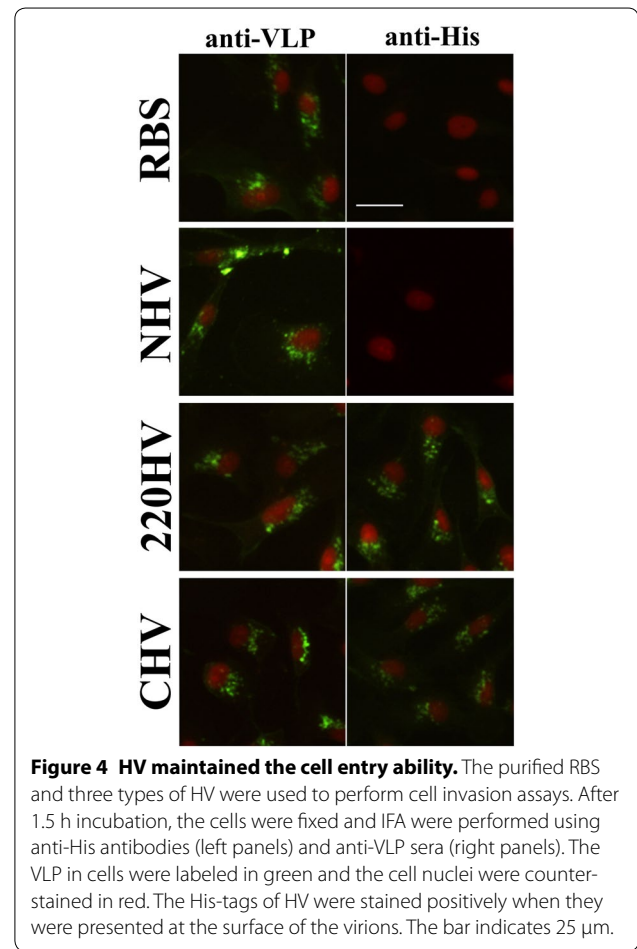 anti-VLP anti-His
RBS
NHV
220HV
CHV
Figure 4 HV maintained the cell entry ability. The purified RBS
and three types of HV were used to perform cell invasion assays. After
1.5 h incubation, the cells were fixed and IFA were performed using
anti-His antibodies (left panels) and anti-VLP sera (right panels). The
VLP in cells were labeled in green and the cell nuclei were counter-
stained in red. The His-tags of HV were stained positively when they
were presented at the surface of the virions. The bar indicates 25 μm.